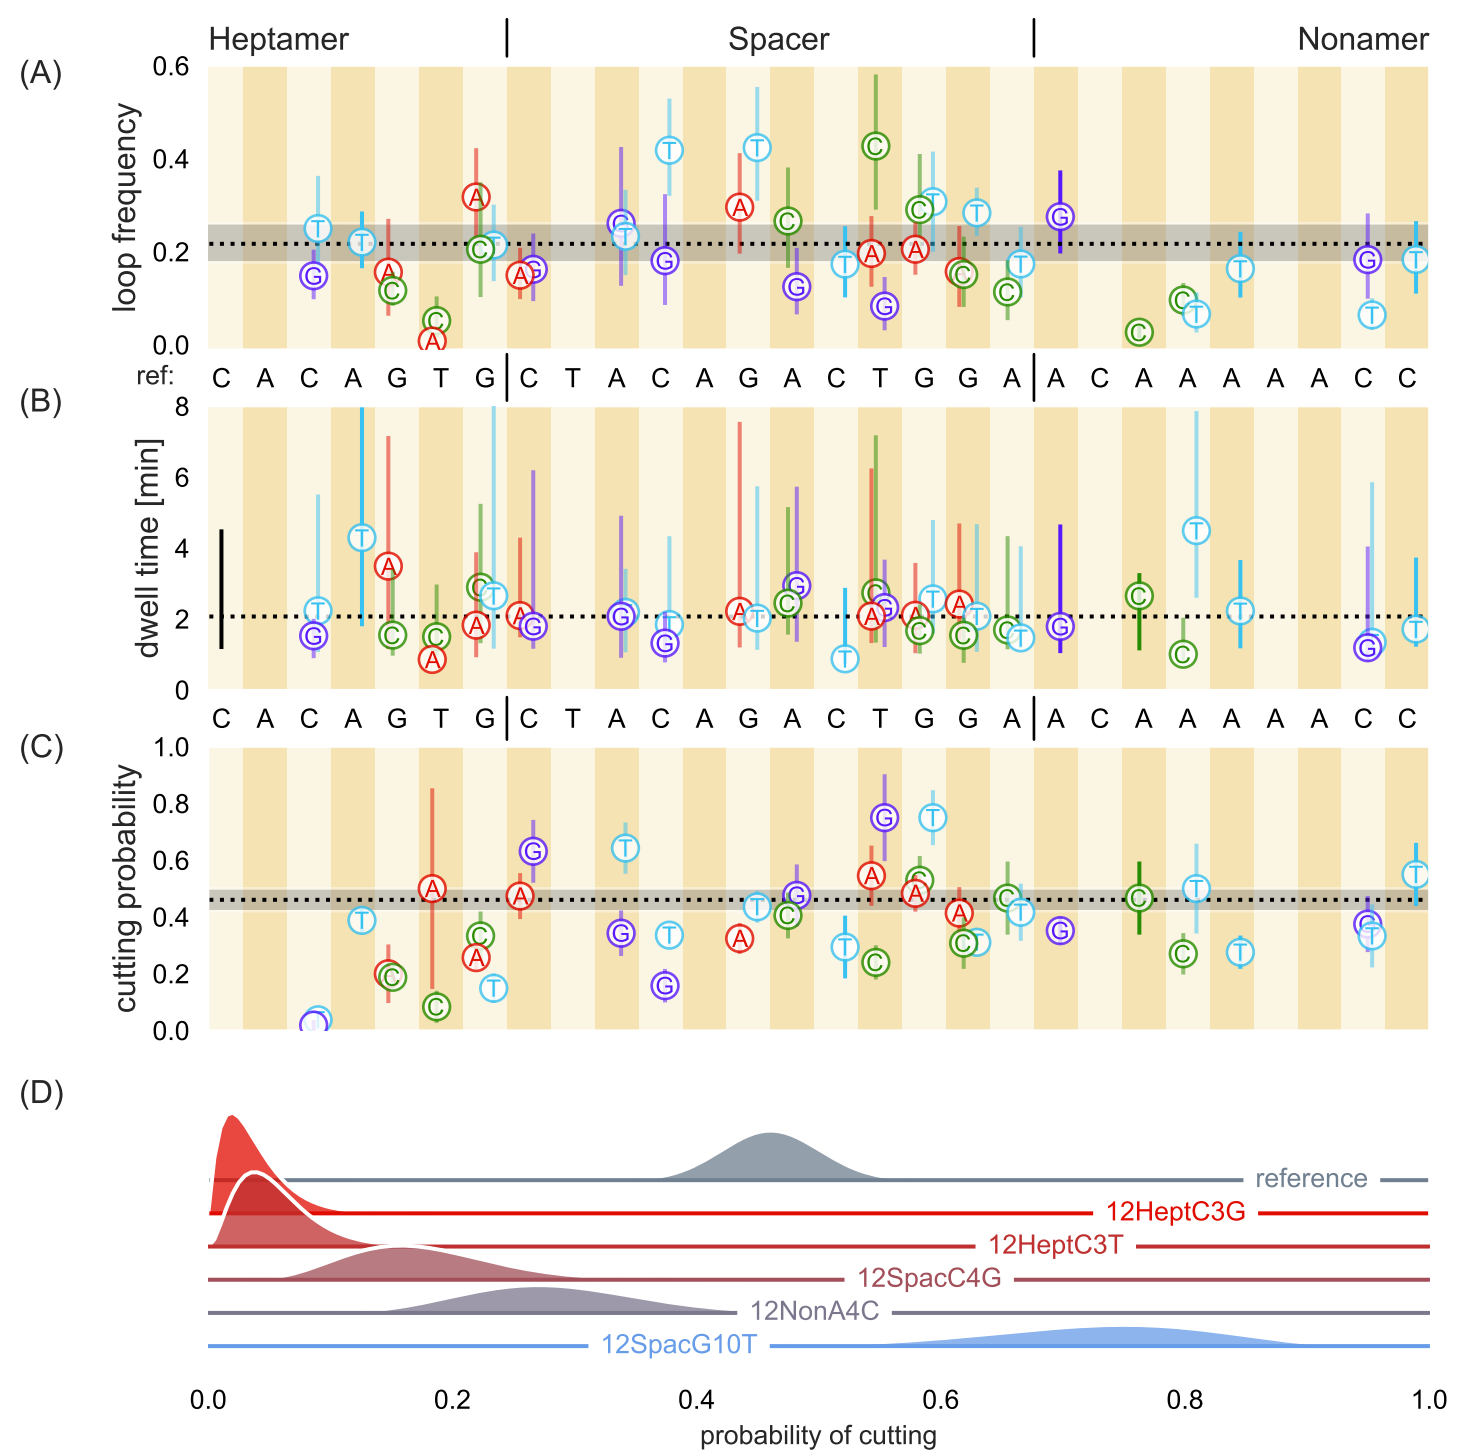 Heptamer Spacer Nonamer
(A)
loop frequency
0.6
0.4
0.2
0.0
T G T A C C A A C T A G G T T G A T C G T C A G A C T A C T C T G C C T T G T T
ref: C A C A G T G C T A C A G A C T G G A A C A A A A A C C
(B)
dwell time [min]
8
6
4
2
0
T G T A C C A C A T A G T G T G A T G C T C G A A C T A C T C T G C C T T T G T
C A C A G T G C T A C A G A C T G G A A C A A A A A C C
(C)
cutting probability
1.0
0.8
0.6
0.4
0.2
0.0
T A C A C C A T A G T G T G A T G C T G A C C A T A C T C T G C C T T G T T
(D)
reference
12HeptC3G
12HeptC3T
12SpacC4G
12NonA4C
12SpacG10T
0.0 0.2 0.4 0.6 0.8 1.0
probability of cutting